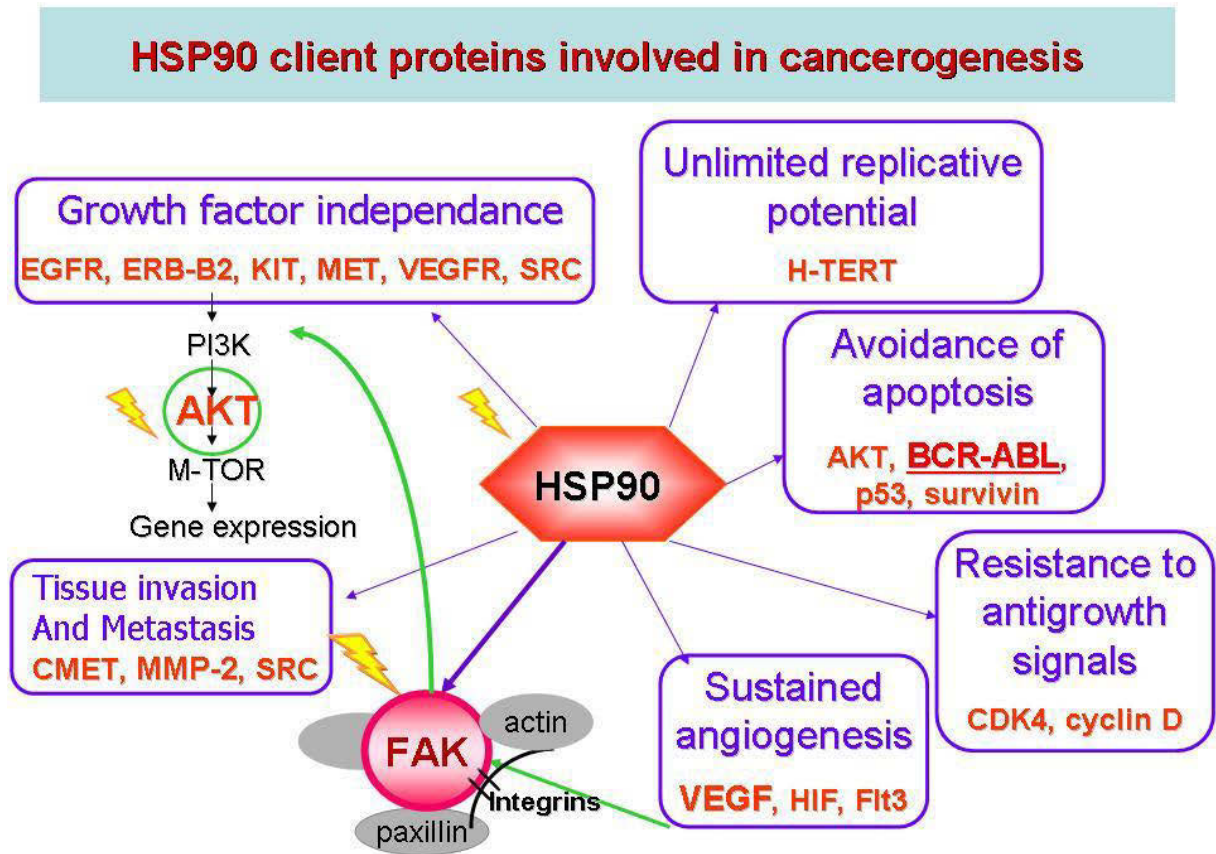 HSP90 client proteins involved in cancerogenesis
Growth factor independance
EGFR, ERB-B2, KIT, MET, VEGFR, SRC
PI3K
AKT
M-TOR
Gene expression
Unlimited replicative
potential
H-TERT
Avoidance of
apoptosis
AKT, BCR-ABL,
p53, survivin
HSP90
Tissue invasion
And Metastasis
CMET, MMP-2, SRC
Resistance to
antigrowth
signals
CDK4, cyclin D
Sustained
angiogenesis
VEGF, HIF, Flt3
actin
FAK
Integrins
paxillin